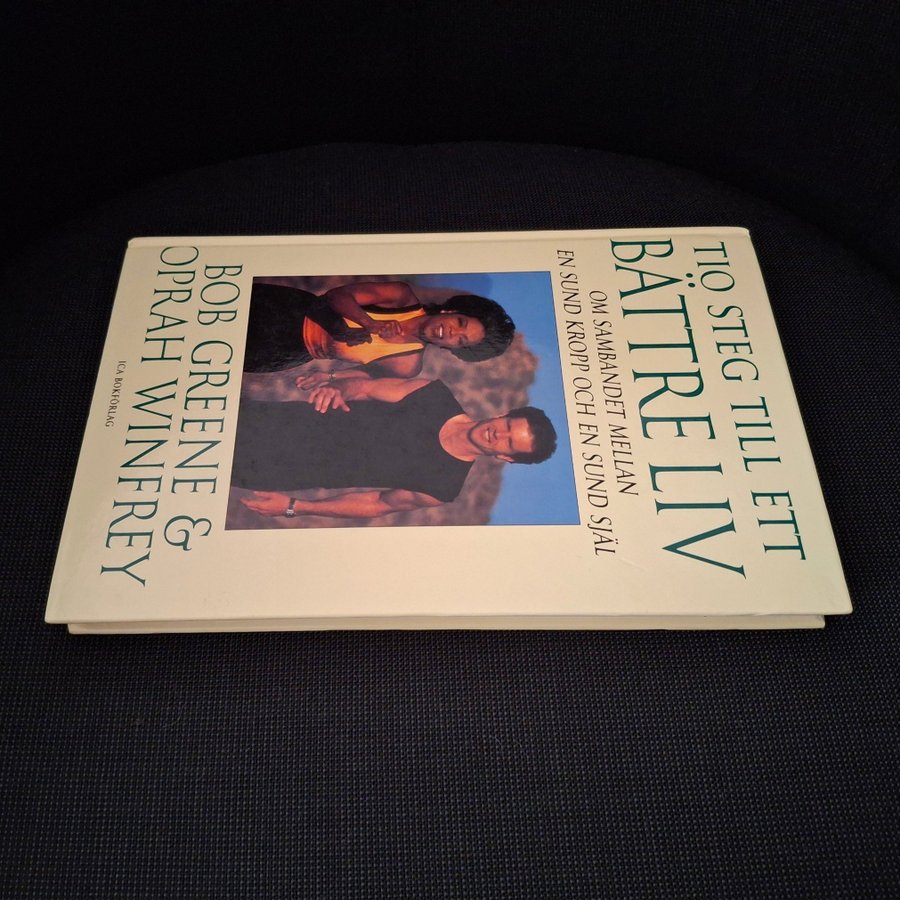 TIO STEG TILL ETT
BÄTTRE LIV
OM SAMBANDET MELLAN
EN SUND KROPP OCH EN SUND SJÄL
BOB GREENE &
OPRAH WINFREY
ICA BOKFÖRLAG